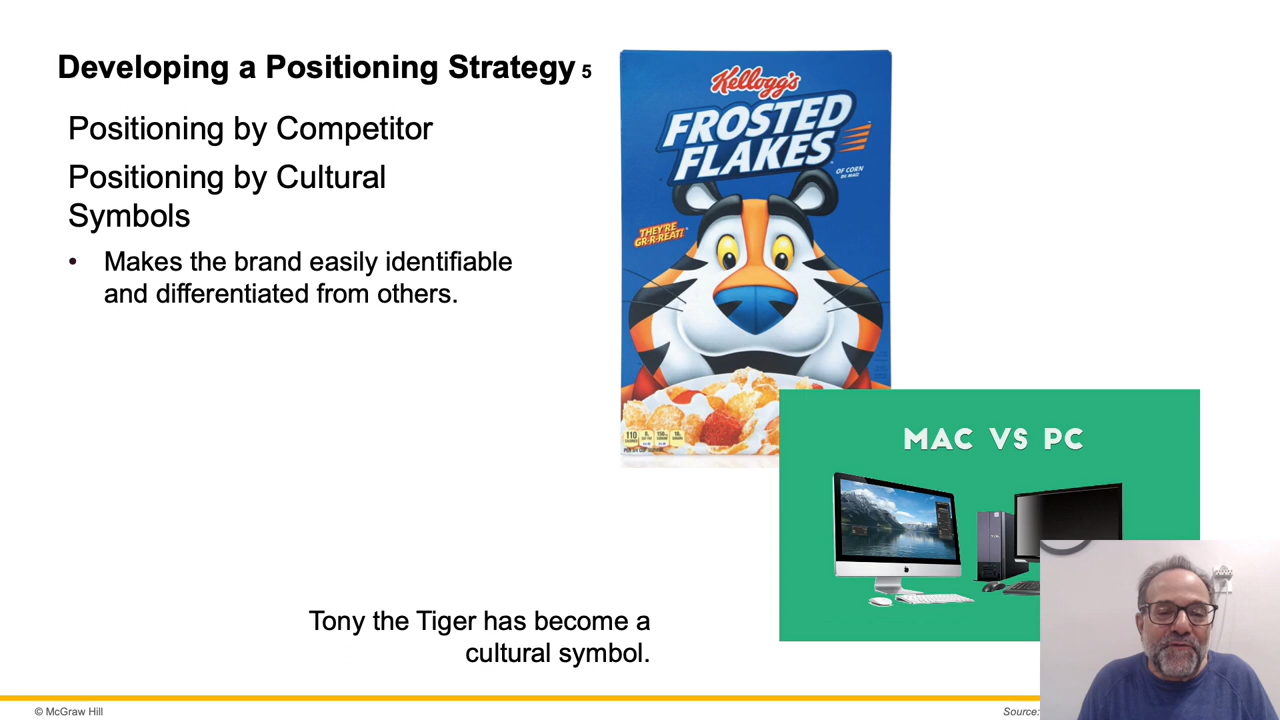 Developing a Positioning Strategy 5
Positioning by Competitor
Positioning by Cultural
Symbols
• Makes the brand easily identifiable
and differentiated from others.
Kellogg's
FROSTED
FLAKES
OF CORN
THEY'RE
GR-R-REAT!
110
MAC VS PC
Tony the Tiger has become a
cultural symbol.
© McGraw Hill
Source: